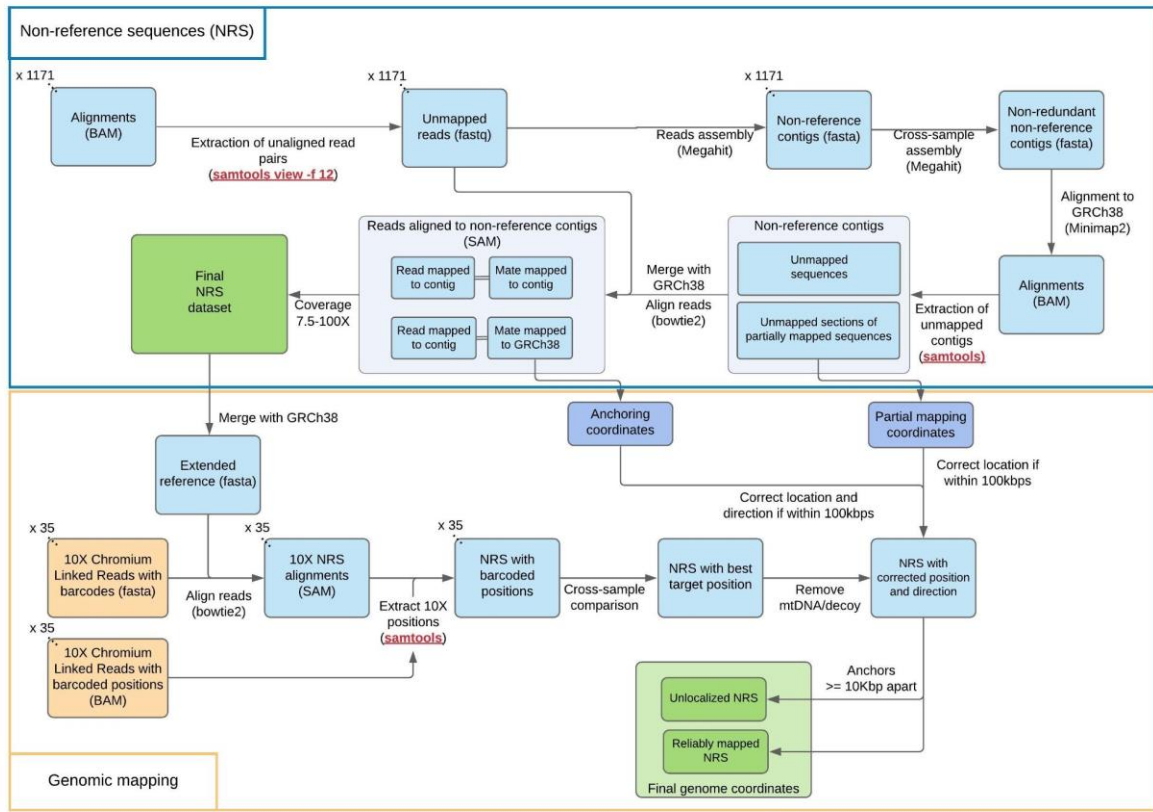 Non-reference sequences (NRS)
x 1171
Alignments
(BAM)
Extraction of unaligned read
pairs
(samtools view -f 12)
x 1171
Unmapped
reads (fastq)
Reads assembly
(Megahit)
x 1171
Non-reference
contigs (fasta)
Cross-sample
assembly
(Megahit)
Non-redundant
non-reference
contigs (fasta)
Alignment to
GRCh38
(Minimap2)
Alignments
(BAM)
Extraction of
unmapped
contigs
(samtools)
Non-reference contigs
Unmapped
sequences
Unmapped sections of
partially mapped sequences
Merge with
GRCh38
Align reads
(bowtie2)
Reads aligned to non-reference contigs
(SAM)
Read mapped
to contig
Mate mapped
to contig
Read mapped
to contig
Mate mapped
to GRCh38
Coverage
7.5-100X
Final
NRS
dataset
Merge with GRCh38
Anchoring
coordinates
Partial mapping
coordinates
Correct location if
within 100kbps
Correct location and
direction if within 100kbps
Extended
reference (fasta)
x 35
10X Chromium
Linked Reads with
barcodes (fasta)
Align reads
(bowtie2)
x 35
10X NRS
alignments
(SAM)
Extract 10X
positions
(samtools)
x 35
NRS with
barcoded
positions
Cross-sample
comparison
NRS with best
target position
Remove
mtDNA/decoy
NRS with
corrected position
and direction
x 35
10X Chromium
Linked Reads with
barcoded positions
(BAM)
Anchors
>= 10Kbp apart
Unlocalized NRS
Reliably mapped
NRS
Final genome coordinates
Genomic mapping